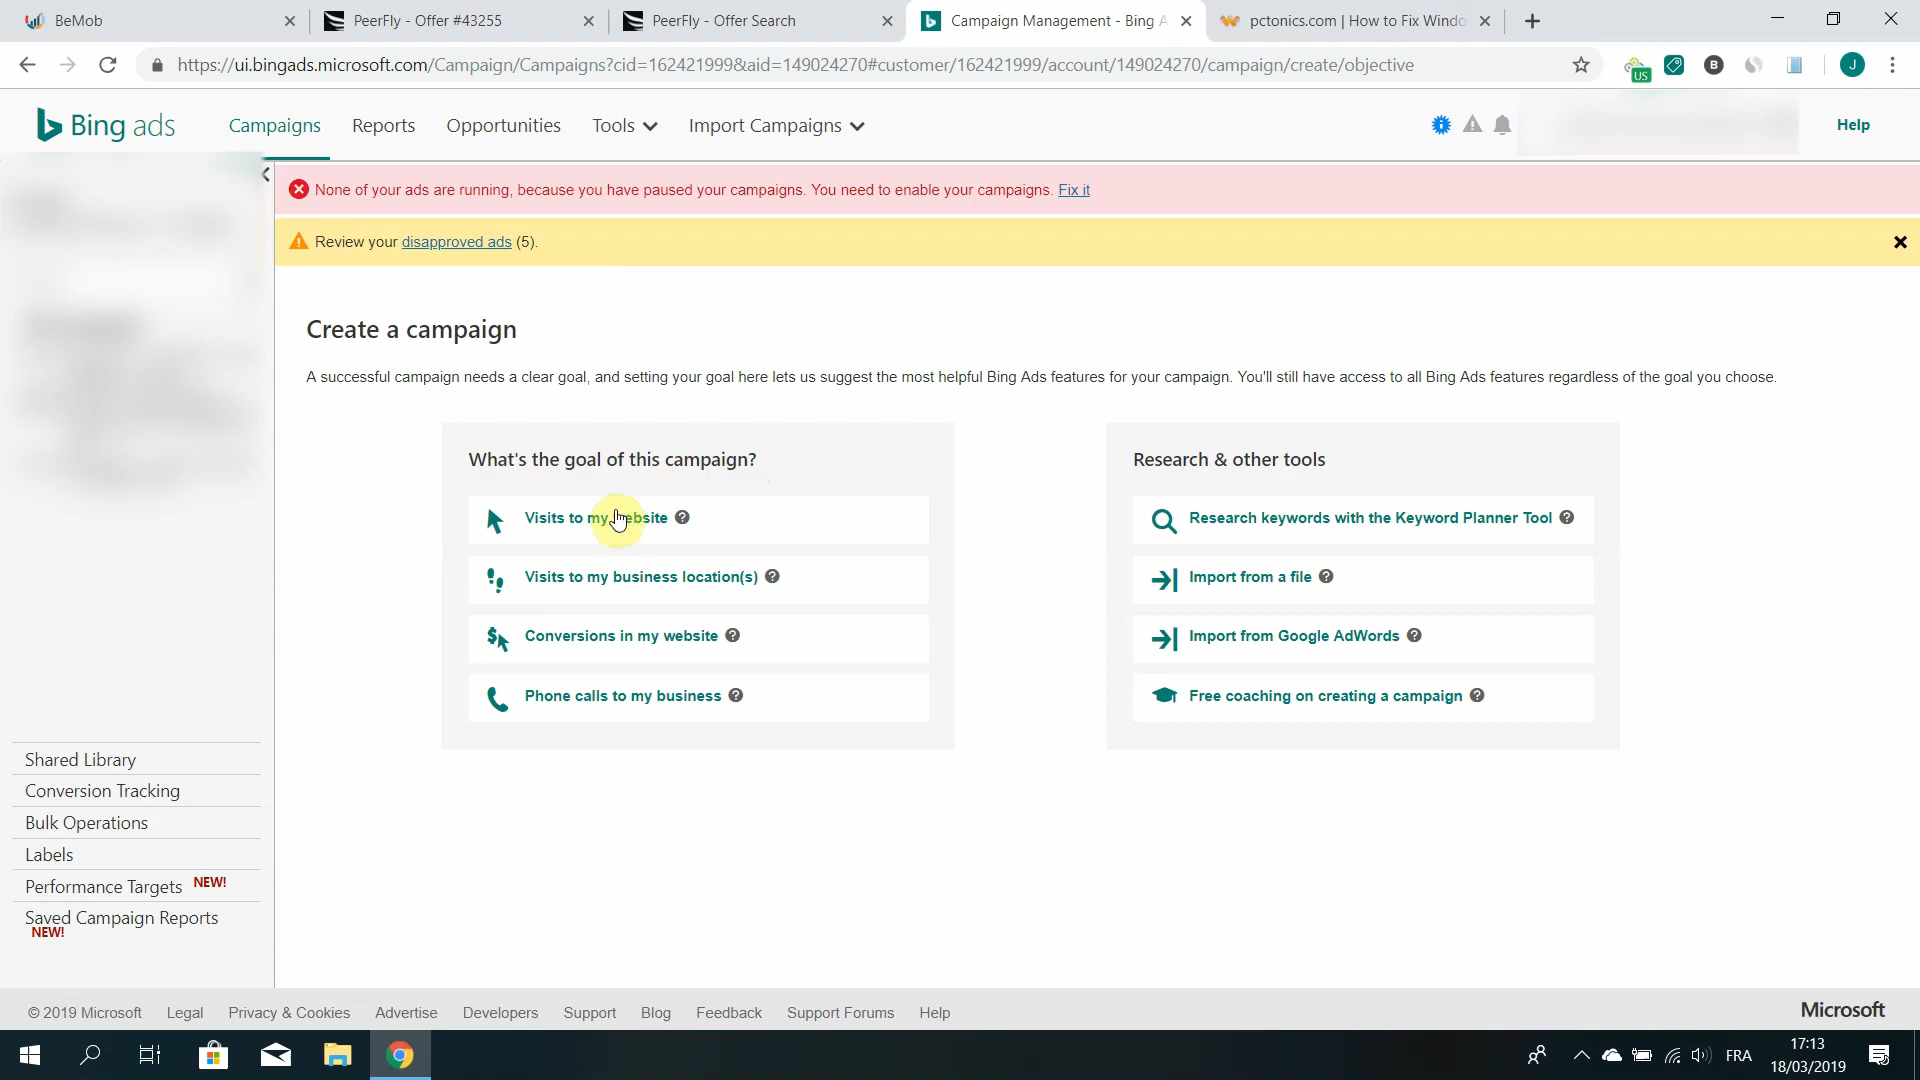 BeMob
PeerFly - Offer #43255
PeerFly - Offer Search
Campaign Management - Bing A
pctonics.com | How to Fix Windo
https://ui.bingads.microsoft.com/Campaign/Campaigns?cid=162421999&aid=149024270#customer/162421999/account/149024270/campaign/create/objective
US
B
J
Bing ads
Campaigns
Reports
Opportunities
Tools
Import Campaigns
Help
None of your ads are running, because you have paused your campaigns. You need to enable your campaigns. Fix it
Review your disapproved ads (5).
Create a campaign
A successful campaign needs a clear goal, and setting your goal here lets us suggest the most helpful Bing Ads features for your campaign. You'll still have access to all Bing Ads features regardless of the goal you choose.
What's the goal of this campaign?
Visits to my website
Visits to my business location(s)
Conversions in my website
Phone calls to my business
Research & other tools
Research keywords with the Keyword Planner Tool
Import from a file
Import from Google AdWords
Free coaching on creating a campaign
Shared Library
Conversion Tracking
Bulk Operations
Labels
Performance Targets NEW!
Saved Campaign Reports
NEW!
© 2019 Microsoft
Legal
Privacy & Cookies
Advertise
Developers
Support
Blog
Feedback
Support Forums
Help
Microsoft
FRA
17:13
18/03/2019